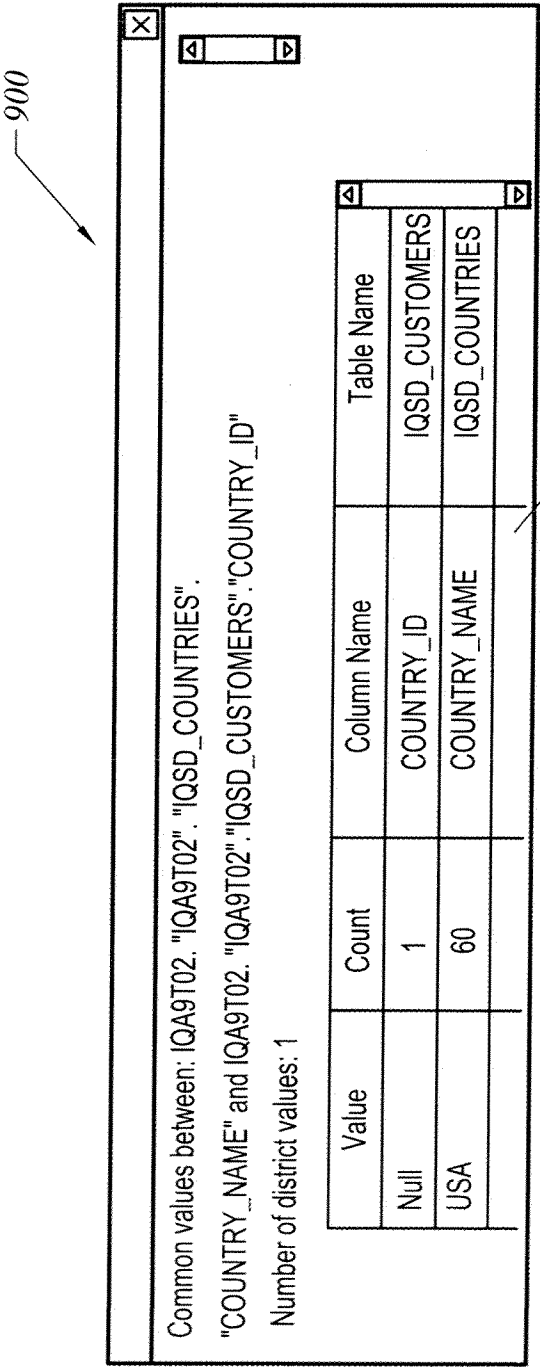 900
X
Common values between: IQA9T02. "IQA9T02". "IQSD_COUNTRIES".
"COUNTRY_NAME" and IQA9T02. "IQA9T02"."IQSD_CUSTOMERS"."COUNTRY_ID"
Number of district values: 1
Value Count Column Name Table Name
Null 1 COUNTRY_ID IQSD_CUSTOMERS
USA 60 COUNTRY_NAME IQSD_COUNTRIES